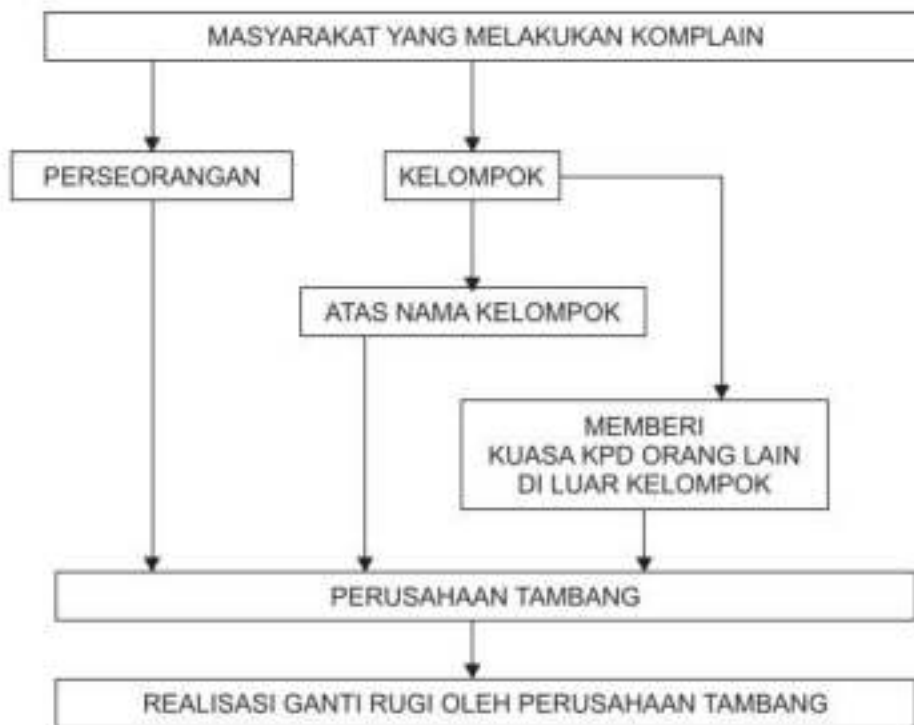 MASYARAKAT YANG MELAKUKAN KOMPLAIN
PERSEORANGAN
KELOMPOK
ATAS NAMA KELOMPOK
MEMBERI
KUASA KPD ORANG LAIN
DI LUAR KELOMPOK
PERUSAHAAN TAMBANG
REALISASI GANTI RUGI OLEH PERUSAHAAN TAMBANG